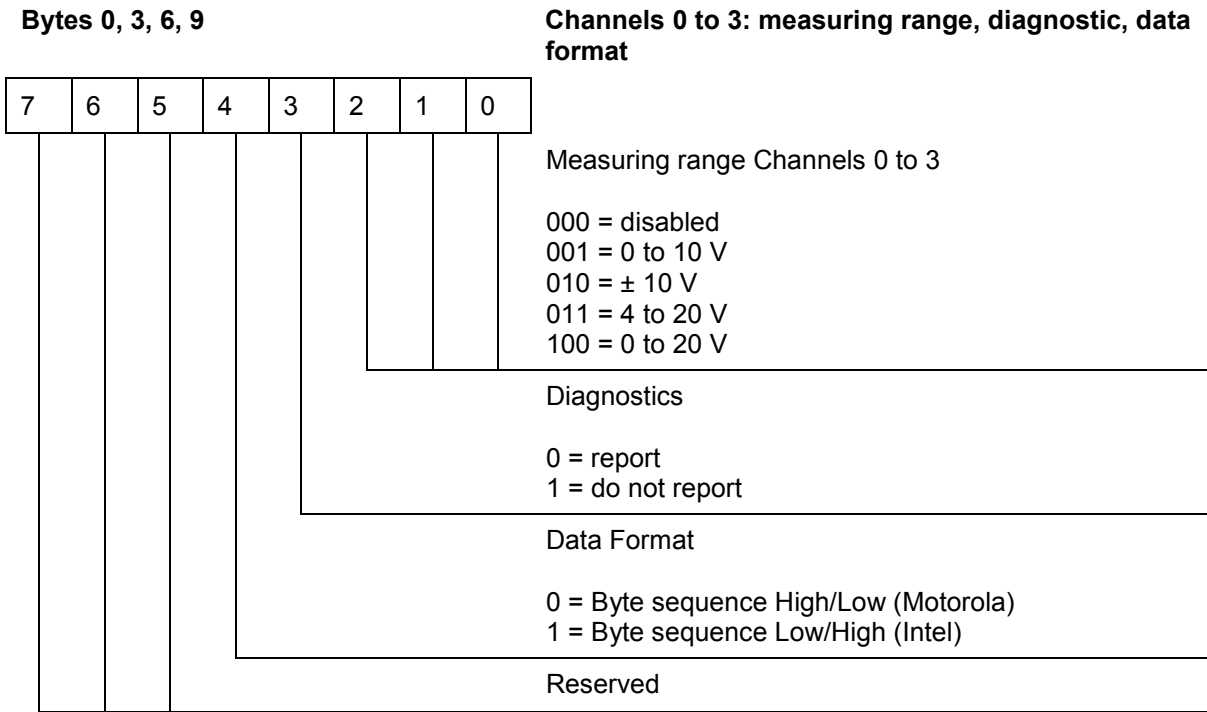 Bytes 0, 3, 6, 9
Channels 0 to 3: measuring range, diagnostic, data
format
7 6 5 4 3 2 1 0
Measuring range Channels 0 to 3
000 = disabled
001 = 0 to 10 V
010 = ± 10 V
011 = 4 to 20 V
100 = 0 to 20 V
Diagnostics
0 = report
1 = do not report
Data Format
0 = Byte sequence High/Low (Motorola)
1 = Byte sequence Low/High (Intel)
Reserved